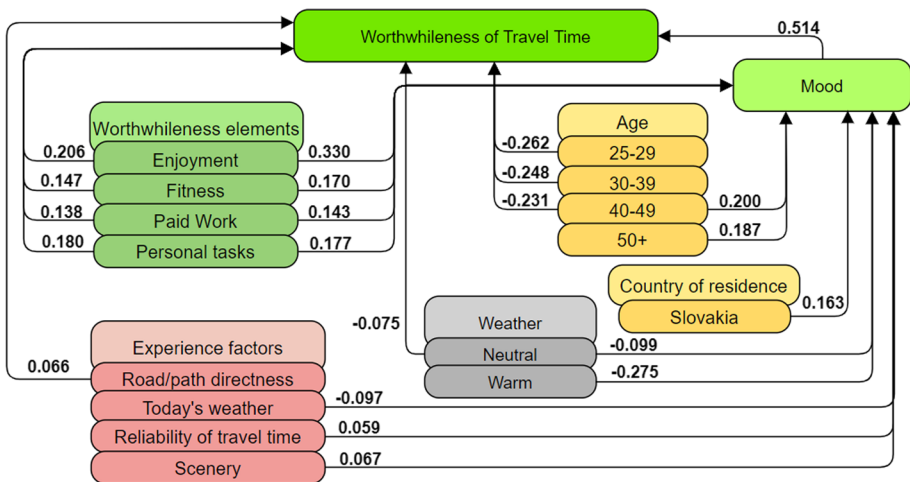 Worthwhileness of Travel Time
0.514
Mood
Worthwhileness elements
0.206 Enjoyment 0.330
0.147 Fitness 0.170
0.138 Paid Work 0.143
0.180 Personal tasks 0.177
Age
-0.262 25-29
-0.248 30-39
-0.231 40-49 0.200
50+ 0.187
Country of residence
Slovakia 0.163
Weather
-0.075 Neutral -0.099
Warm -0.275
Experience factors
0.066 Road/path directness
Today's weather -0.097
Reliability of travel time 0.059
Scenery 0.067